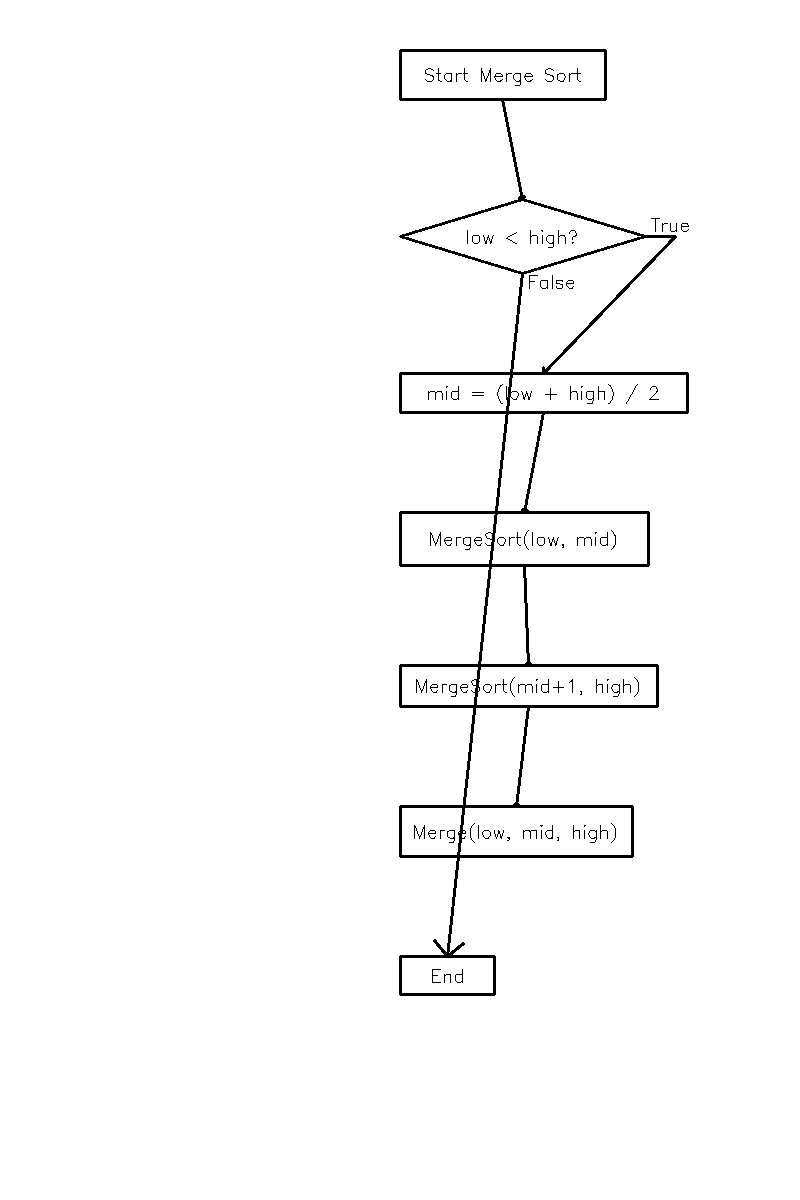 Start Merge Sort
low < high?
True
False
mid = (low + high) / 2
MergeSort(low, mid)
MergeSort(mid+1, high)
Merge(low, mid, high)
End